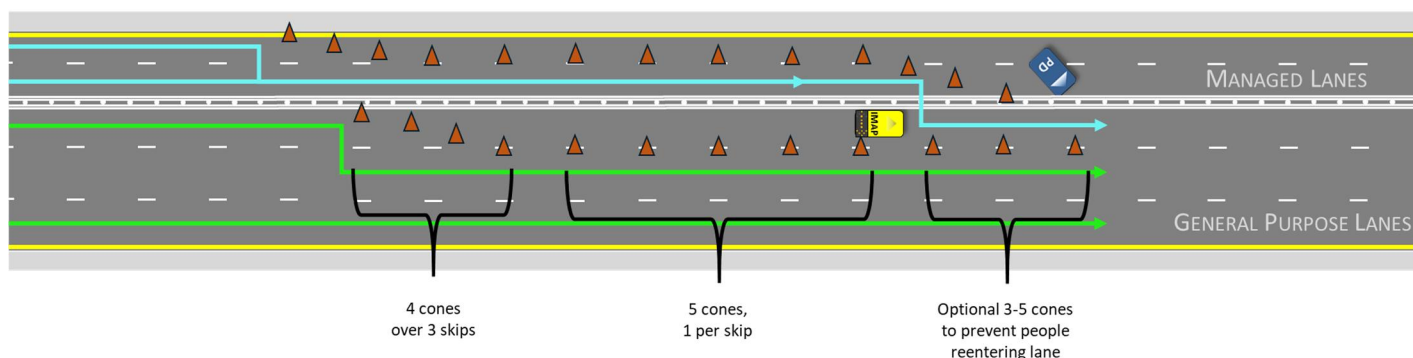 PD
MANAGED LANES
IMAP
GENERAL PURPOSE LANES
4 cones
over 3 skips
5 cones,
1 per skip
Optional 3-5 cones
to prevent people
reentering lane